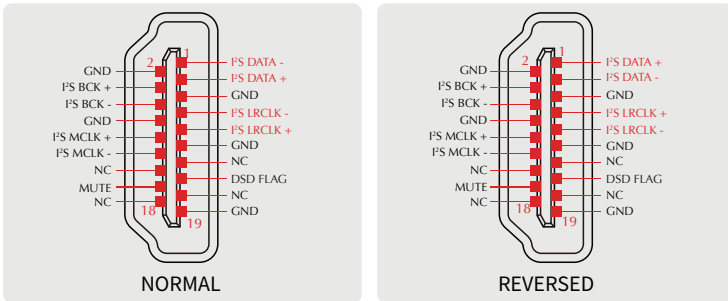 1
2
I²S DATA -
GND
I²S DATA +
I²S BCK +
GND
I²S BCK -
I²S LRCLK -
GND
I²S LRCLK +
I²S MCLK +
GND
I²S MCLK -
NC
NC
DSD FLAG
MUTE
NC
NC
18
GND
19
NORMAL
1
2
I²S DATA +
GND
I²S DATA -
I²S BCK +
GND
I²S BCK -
I²S LRCLK +
GND
I²S LRCLK -
I²S MCLK +
GND
I²S MCLK -
NC
NC
DSD FLAG
MUTE
NC
NC
18
GND
19
REVERSED